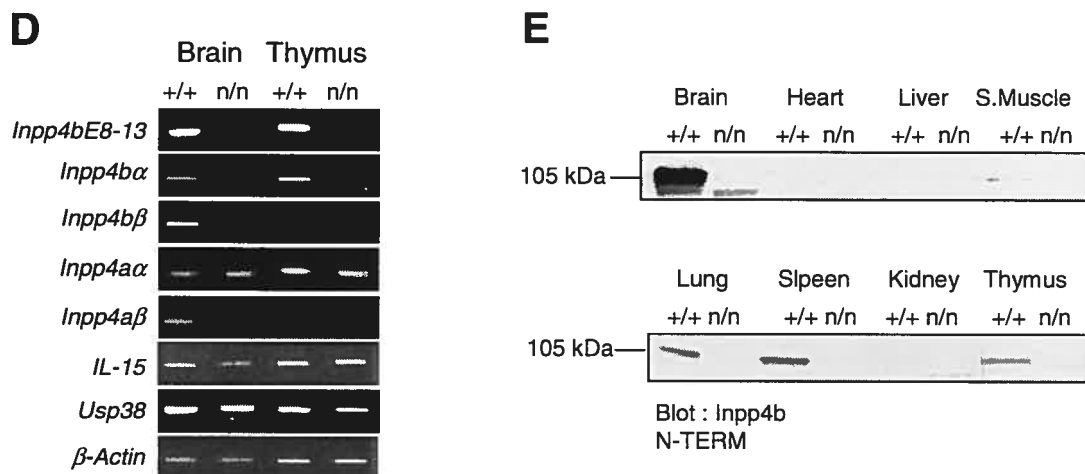 D
Brain Thymus
+/+ n/n +/+ n/n
Inpp4bE8-13
Inpp4bα
Inpp4bβ
Inpp4aα
Inpp4aβ
IL-15
Usp38
β-Actin
E
Brain Heart Liver S.Muscle
+/+ n/n +/+ n/n +/+ n/n +/+ n/n
105 kDa
Lung Slpeen Kidney Thymus
+/+ n/n +/+ n/n +/+ n/n +/+ n/n
105 kDa
Blot : Inpp4b
N-TERM